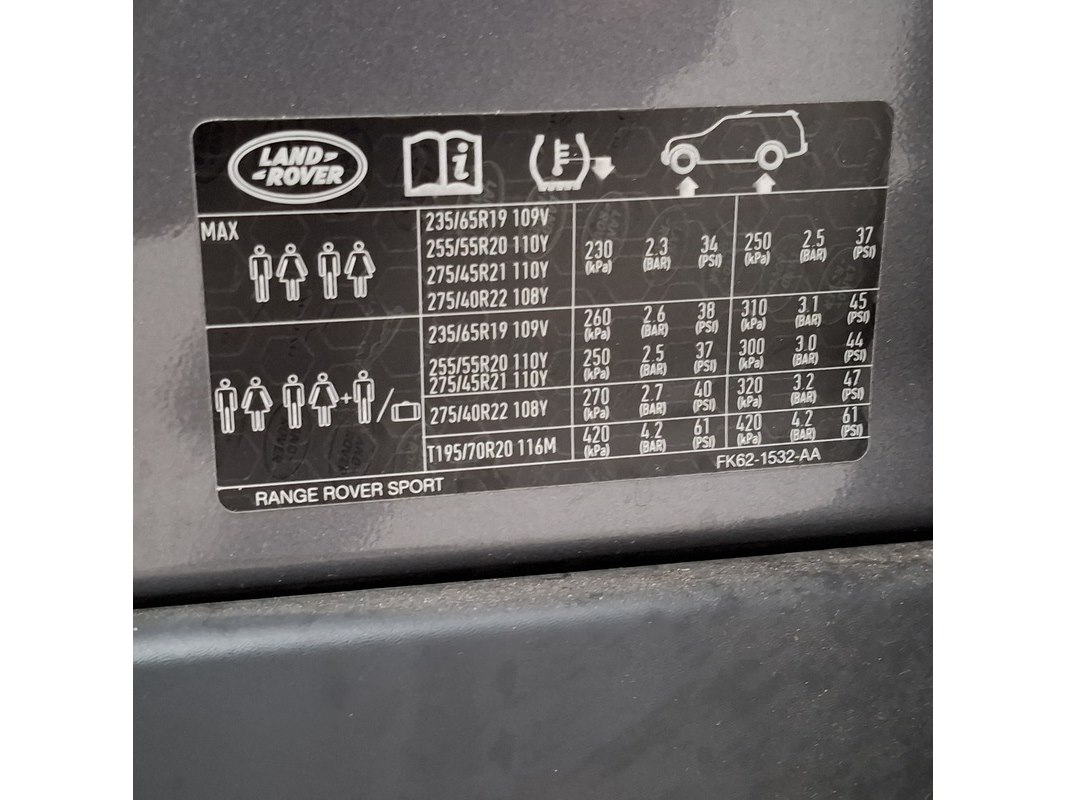 LAND-
-ROVER
MAX
235/65R19 109V
255/55R20 110Y
275/45R21 110Y
275/40R22 108Y
230 (kPa) 2.3 (BAR) 34 (PSI) 250 (kPa) 2.5 (BAR) 37 (PSI)
235/65R19 109V 260 (kPa) 2.6 (BAR) 38 (PSI) 310 (kPa) 3.1 (BAR) 45 (PSI)
255/55R20 110Y
275/45R21 110Y
250 (kPa) 2.5 (BAR) 37 (PSI) 300 (kPa) 3.0 (BAR) 44 (PSI)
275/40R22 108Y 270 (kPa) 2.7 (BAR) 40 (PSI) 320 (kPa) 3.2 (BAR) 47 (PSI)
T195/70R20 116M 420 (kPa) 4.2 (BAR) 61 (PSI) 420 (kPa) 4.2 (BAR) 61 (PSI)
RANGE ROVER SPORT FK62-1532-AA